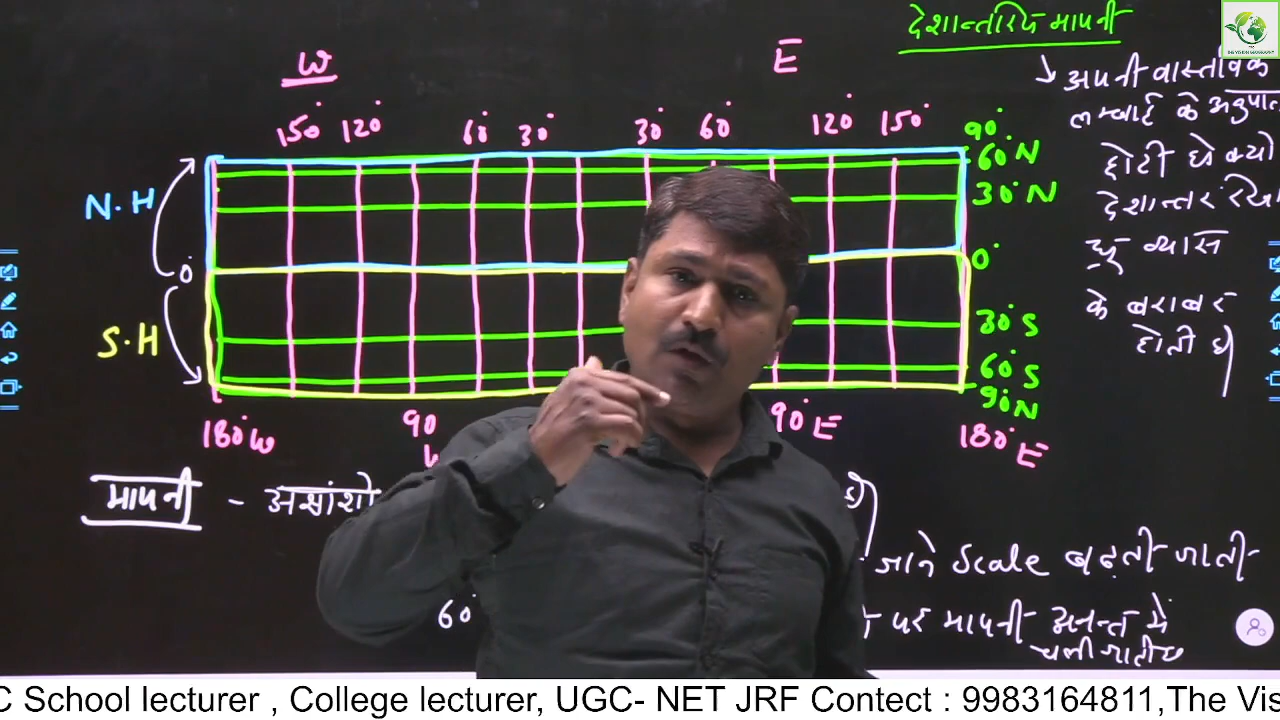 देशान्तरिय मापनी
W
E
150° 120° 60° 30° 30° 60° 120° 150°
90°
60°N
30°N
0°
30°S
60°S
90°N
N.H
0°
S.H
180°W
90
90°E
180°E
↓ अपनी वास्तविक
लम्बाई के अनुपात
छोटी है क्यो
देशान्तर
व्यास
के बराबर
होती है
मापनी - अक्षांशो
है
जाने Scale बढ़ती जाती
60°
पर मापनी अनन्त मे
चली जाती है
C School lecturer , College lecturer, UGC- NET JRF Contect : 9983164811,The Vis